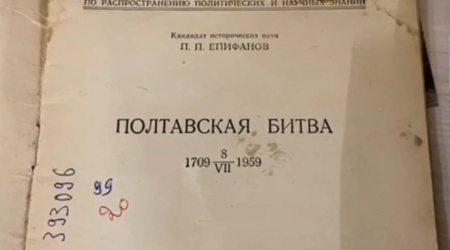 ПО РАСПРОСТРАНЕНИЮ ПОЛИТИЧЕСКИХ И НАУЧНЫХ ЗНАНИЙ
Кандидат исторических наук
П. П. ЕПИФАНОВ
ПОЛТАВСКАЯ БИТВА
1709 8/VII 1959
393096
99
20